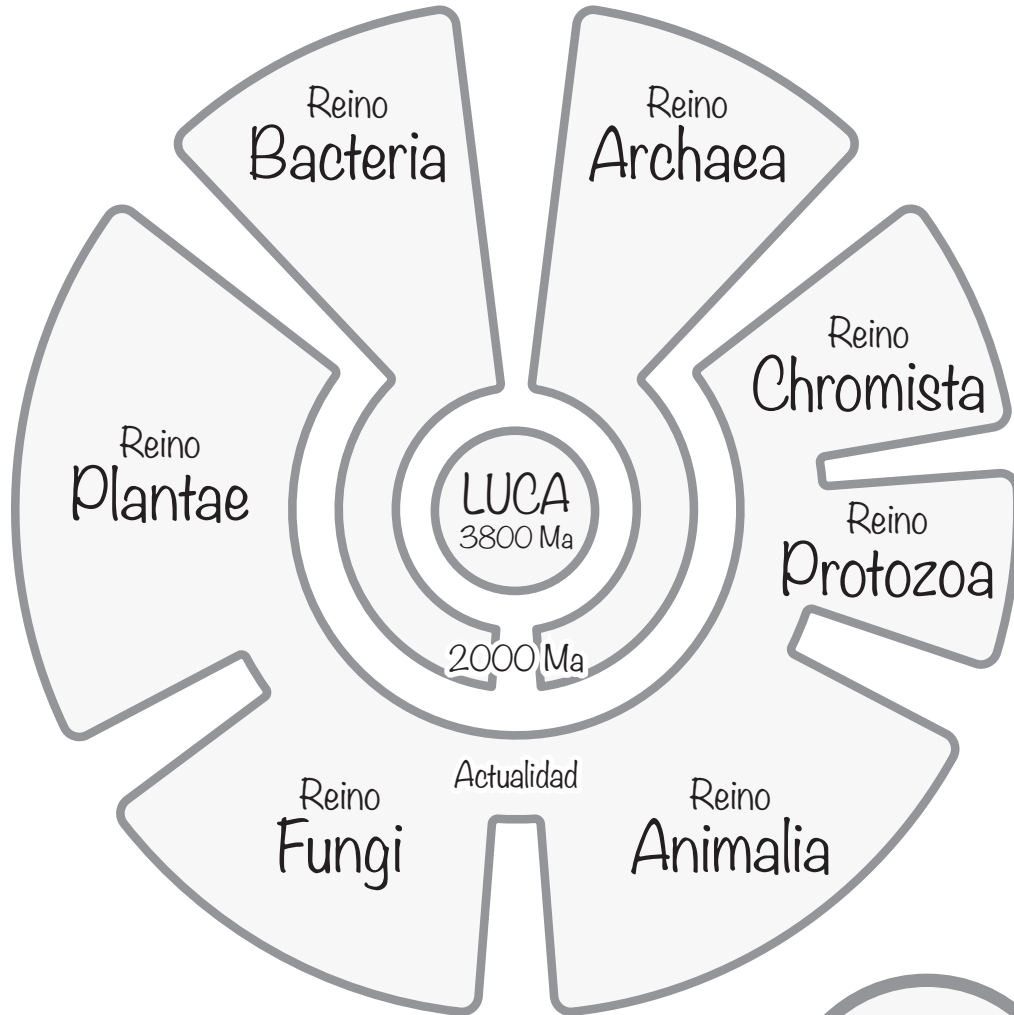 Reino
Bacteria
Reino
Archaea
Reino
Chromista
Reino
Plantae
LUCA
3800 Ma
Reino
Protozoa
2000 Ma
Actualidad
Reino
Fungi
Reino
Animalia